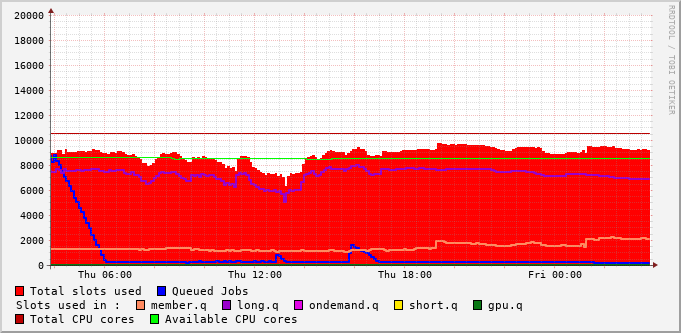 20000
18000
16000
14000
12000
10000
8000
6000
4000
2000
0
Thu 06:00 Thu 12:00 Thu 18:00 Fri 00:00
Total slots used Queued Jobs
Slots used in : member.q long.q ondemand.q short.q gpu.q
Total CPU cores Available CPU cores
RRDTOOL / TOBI OETIKER